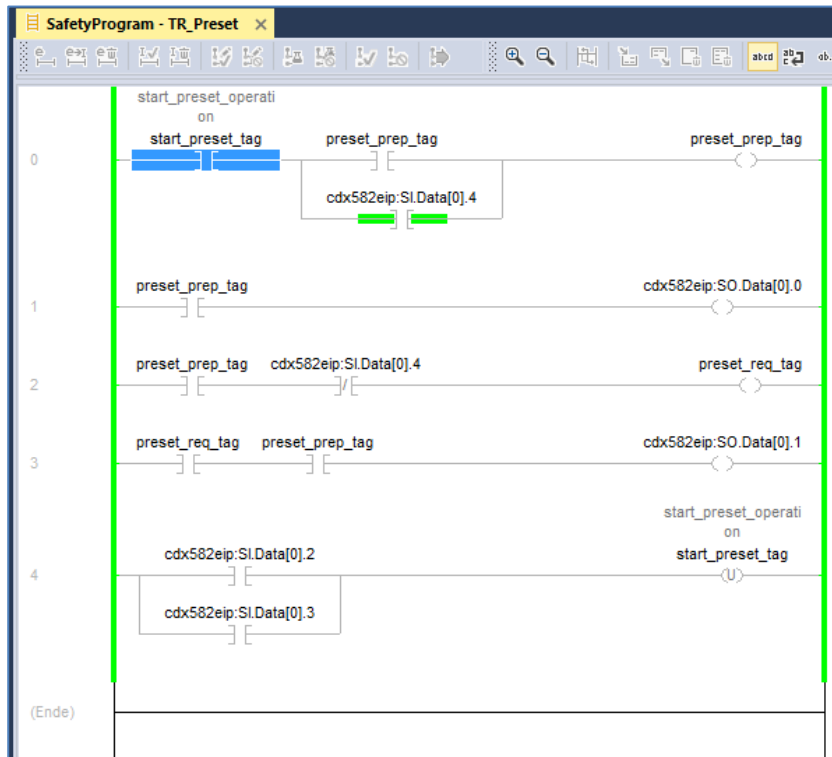 SafetyProgram - TR_Preset
abcd
start_preset_operati
on
start_preset_tag preset_prep_tag preset_prep_tag
0
cdx582eip:SI.Data[0].4
preset_prep_tag cdx582eip:SO.Data[0].0
1
preset_prep_tag cdx582eip:SI.Data[0].4 preset_req_tag
2
preset_req_tag preset_prep_tag cdx582eip:SO.Data[0].1
3
start_preset_operati
on
cdx582eip:SI.Data[0].2 start_preset_tag
4 U
cdx582eip:SI.Data[0].3
(Ende)